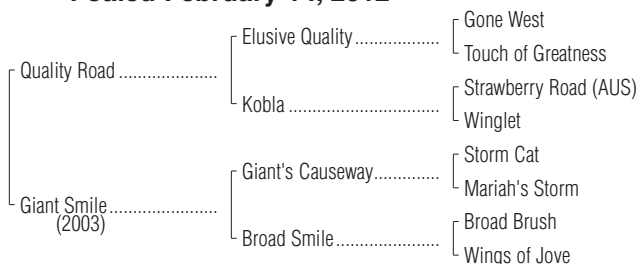 Foaled February 14, 2012
Gone West
Elusive Quality
Touch of Greatness
Quality Road
Strawberry Road (AUS)
Kobla
Winglet
Storm Cat
Giant's Causeway
Mariah's Storm
Giant Smile
(2003)
Broad Brush
Broad Smile
Wings of Jove